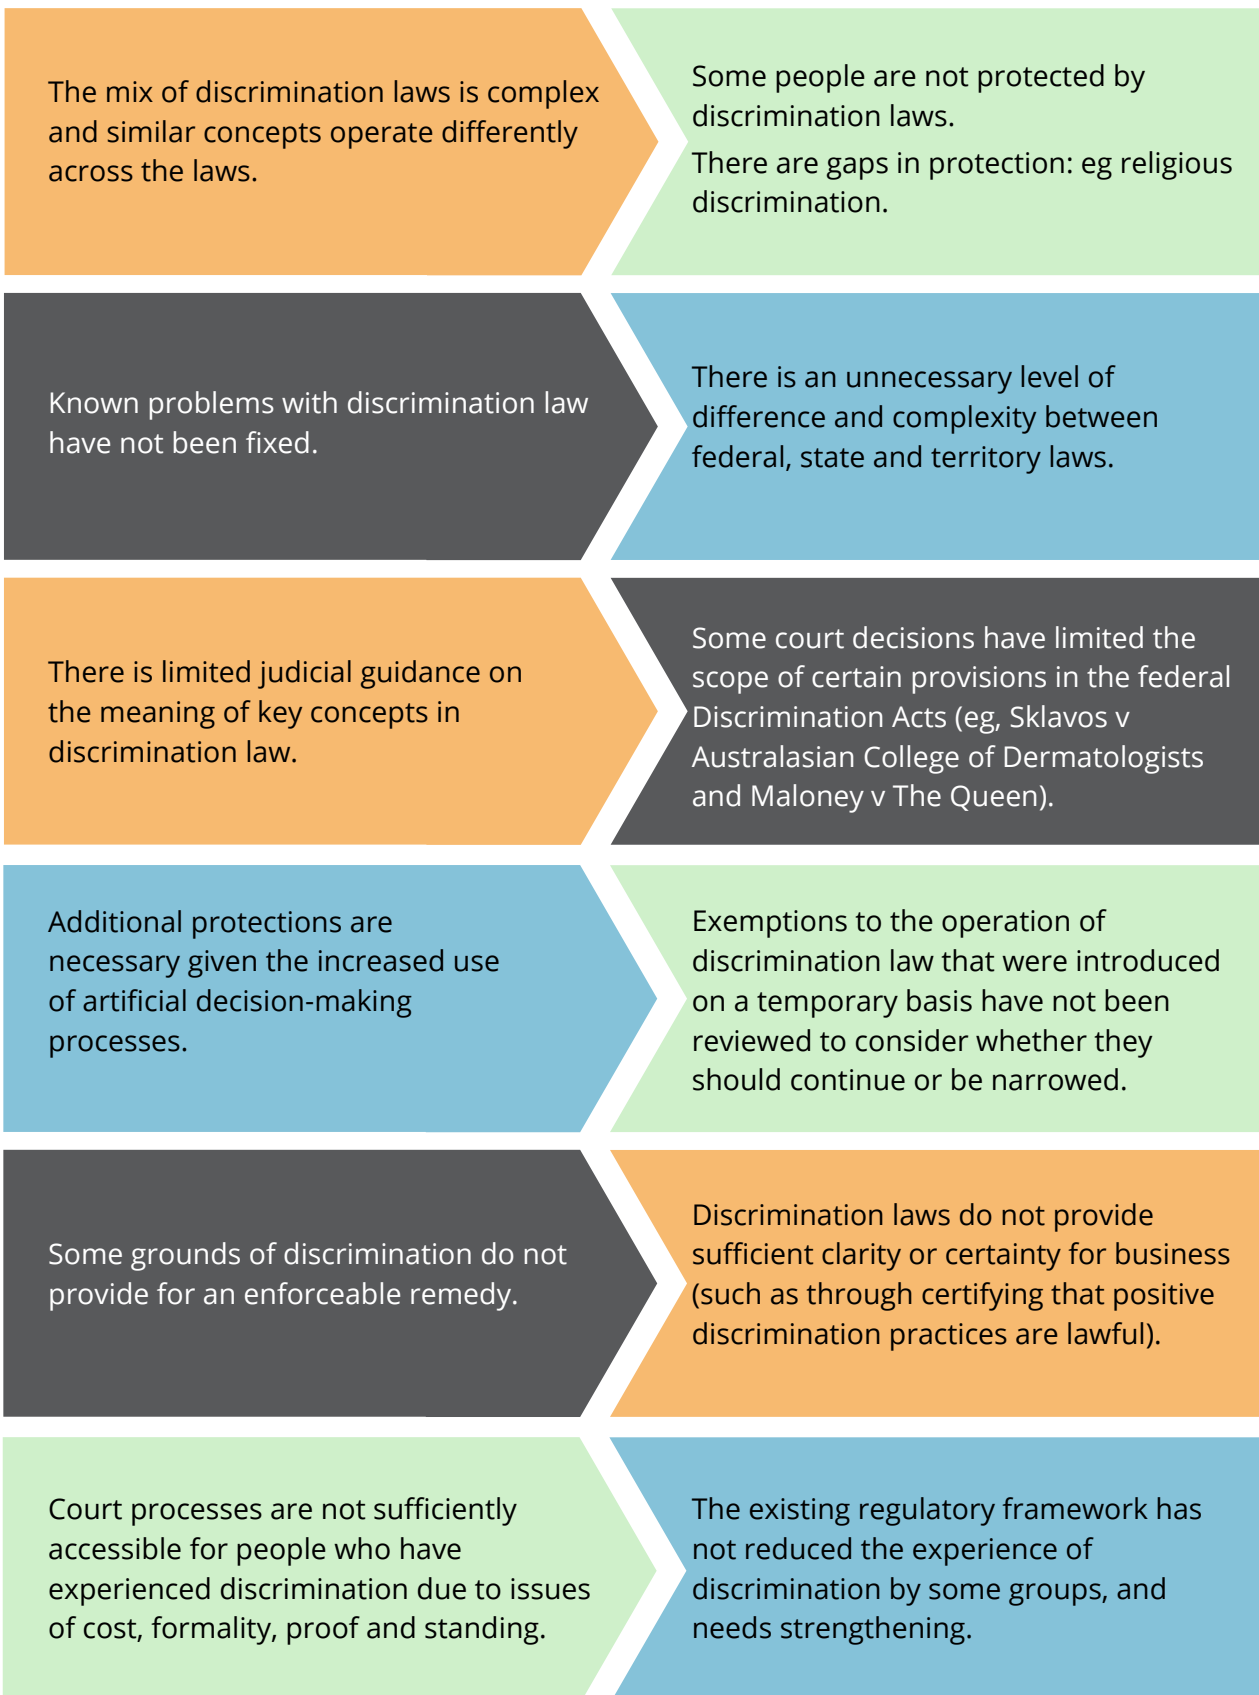 The mix of discrimination laws is complex
and similar concepts operate differently
across the laws.
Some people are not protected by
discrimination laws.
There are gaps in protection: eg religious
discrimination.
Known problems with discrimination law
have not been fixed.
There is an unnecessary level of
difference and complexity between
federal, state and territory laws.
There is limited judicial guidance on
the meaning of key concepts in
discrimination law.
Some court decisions have limited the
scope of certain provisions in the federal
Discrimination Acts (eg, Sklavos v
Australasian College of Dermatologists
and Maloney v The Queen).
Additional protections are
necessary given the increased use
of artificial decision-making
processes.
Exemptions to the operation of
discrimination law that were introduced
on a temporary basis have not been
reviewed to consider whether they
should continue or be narrowed.
Some grounds of discrimination do not
provide for an enforceable remedy.
Discrimination laws do not provide
sufficient clarity or certainty for business
(such as through certifying that positive
discrimination practices are lawful).
Court processes are not sufficiently
accessible for people who have
experienced discrimination due to issues
of cost, formality, proof and standing.
The existing regulatory framework has
not reduced the experience of
discrimination by some groups, and
needs strengthening.